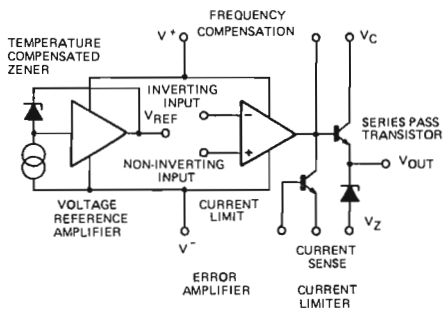 FREQUENCY
COMPENSATION
V+
VC
TEMPERATURE
COMPENSATED
ZENER
INVERTING
INPUT
VREF
SERIES PASS
TRANSISTOR
NON-INVERTING
INPUT
VOUT
VOLTAGE
REFERENCE
AMPLIFIER
CURRENT
LIMIT
V-
VZ
CURRENT
SENSE
ERROR
AMPLIFIER
CURRENT
LIMITER